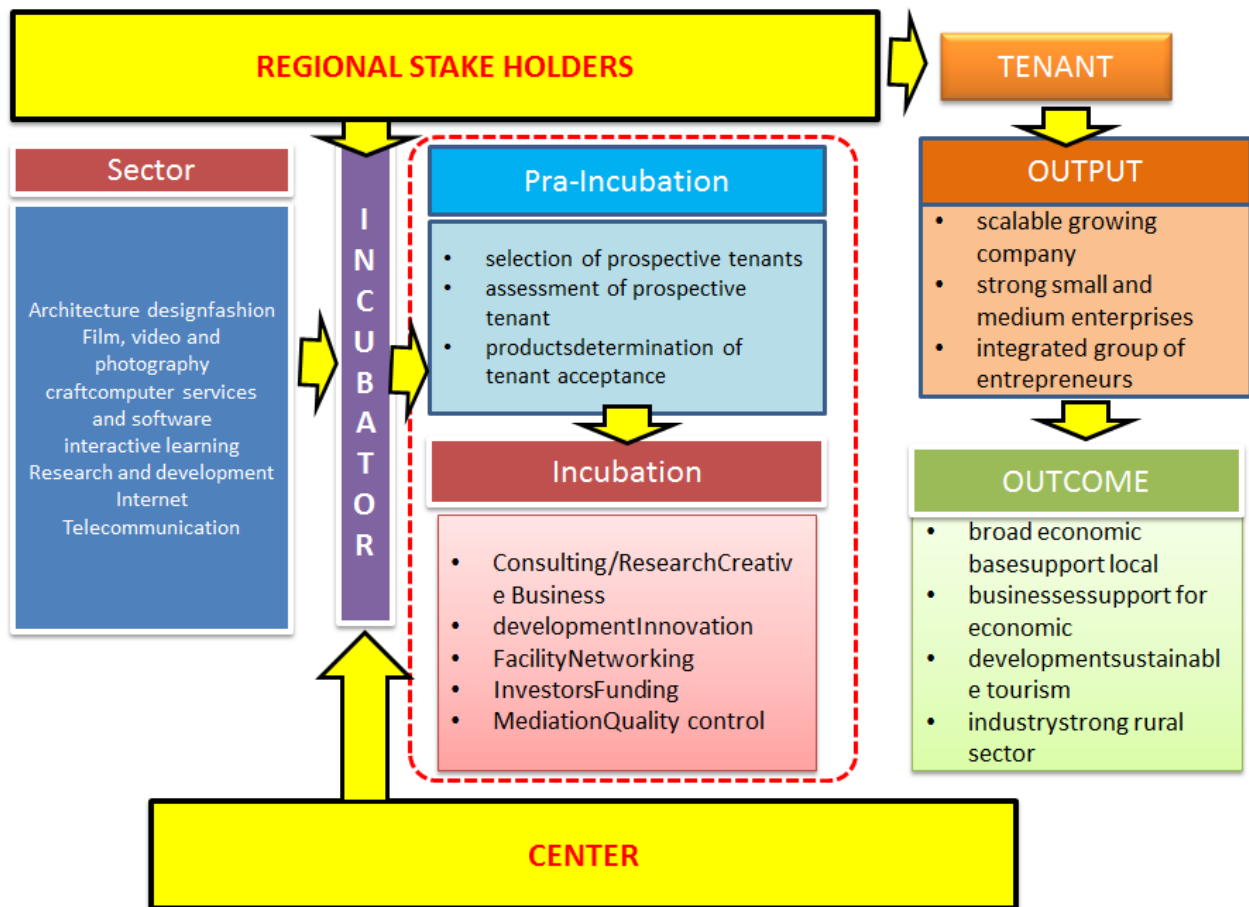 REGIONAL STAKE HOLDERS
TENANT
Sector
Architecture designfashion
Film, video and
photography
craftcomputer services
and software
interactive learning
Research and development
Internet
Telecommunication
I
N
C
U
B
A
T
O
R
Pra-Incubation
• selection of prospective tenants
• assessment of prospective
tenant
• productsdetermination of
tenant acceptance
Incubation
• Consulting/ResearchCreativ
e Business
• developmentInnovation
• FacilityNetworking
• InvestorsFunding
• MediationQuality control
OUTPUT
• scalable growing
company
• strong small and
medium enterprises
• integrated group of
entrepreneurs
OUTCOME
• broad economic
basesupport local
• businessessupport for
economic
• developmentsustainabl
e tourism
• industrystrong rural
sector
CENTER